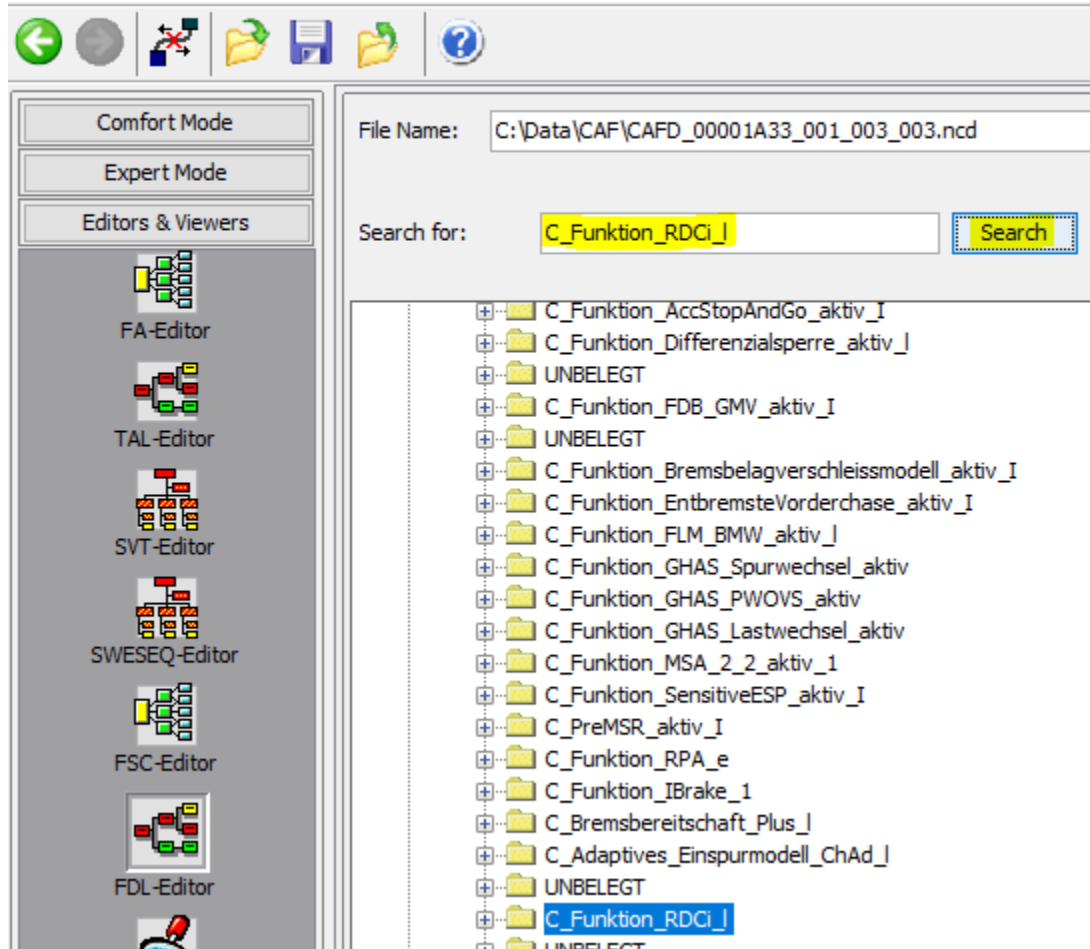 Comfort Mode
Expert Mode
Editors & Viewers
FA-Editor
TAL-Editor
SVT-Editor
SWESEQ-Editor
FSC-Editor
FDL-Editor
File Name: C:\Data\CAF\CAFD_00001A33_001_003_003.ncd
Search for: C_Funktion_RDCi_l Search
C_Funktion_AccStopAndGo_aktiv_I
C_Funktion_Differenzialsperre_aktiv_l
UNBELEGT
C_Funktion_FDB_GMV_aktiv_I
UNBELEGT
C_Funktion_Bremsbelagverschleissmodell_aktiv_I
C_Funktion_EntbremsteVorderchase_aktiv_I
C_Funktion_FLM_BMW_aktiv_l
C_Funktion_GHAS_Spurwechsel_aktiv
C_Funktion_GHAS_PWOVS_aktiv
C_Funktion_GHAS_Lastwechsel_aktiv
C_Funktion_MSA_2_2_aktiv_1
C_Funktion_SensitiveESP_aktiv_I
C_PreMSR_aktiv_I
C_Funktion_RPA_e
C_Funktion_IBrake_1
C_Bremsbereitschaft_Plus_l
C_Adaptives_Einspurmodell_ChAd_l
UNBELEGT
C_Funktion_RDCi_l
UNBELEGT